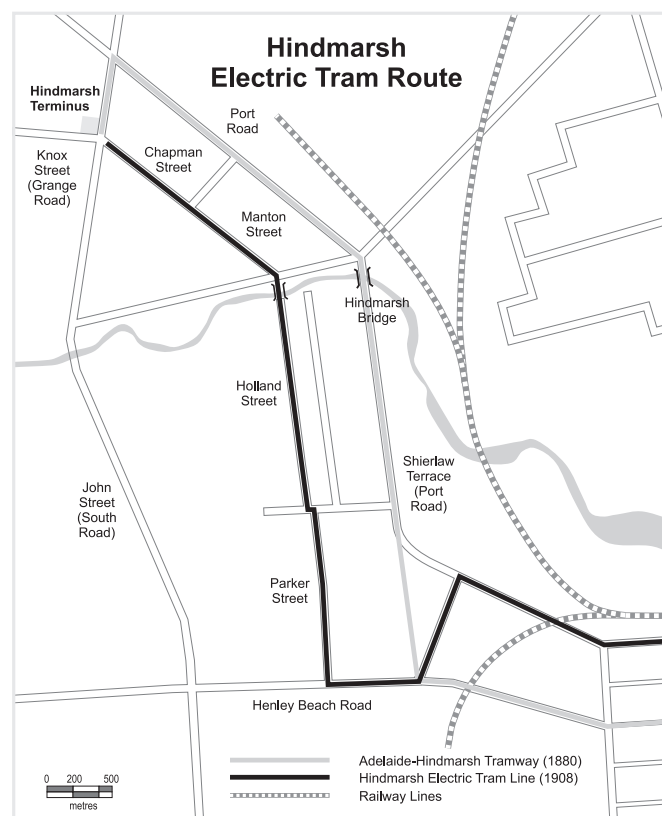 Hindmarsh
Electric Tram Route
Hindmarsh
Terminus
Port
Road
Knox
Street
(Grange
Road)
Chapman
Street
Manton
Street
Hindmarsh
Bridge
Holland
Street
Shierlaw
Terrace
(Port
Road)
John
Street
(South
Road)
Parker
Street
Henley Beach Road
Adelaide-Hindmarsh Tramway (1880)
Hindmarsh Electric Tram Line (1908)
Railway Lines
0 200 500
metres